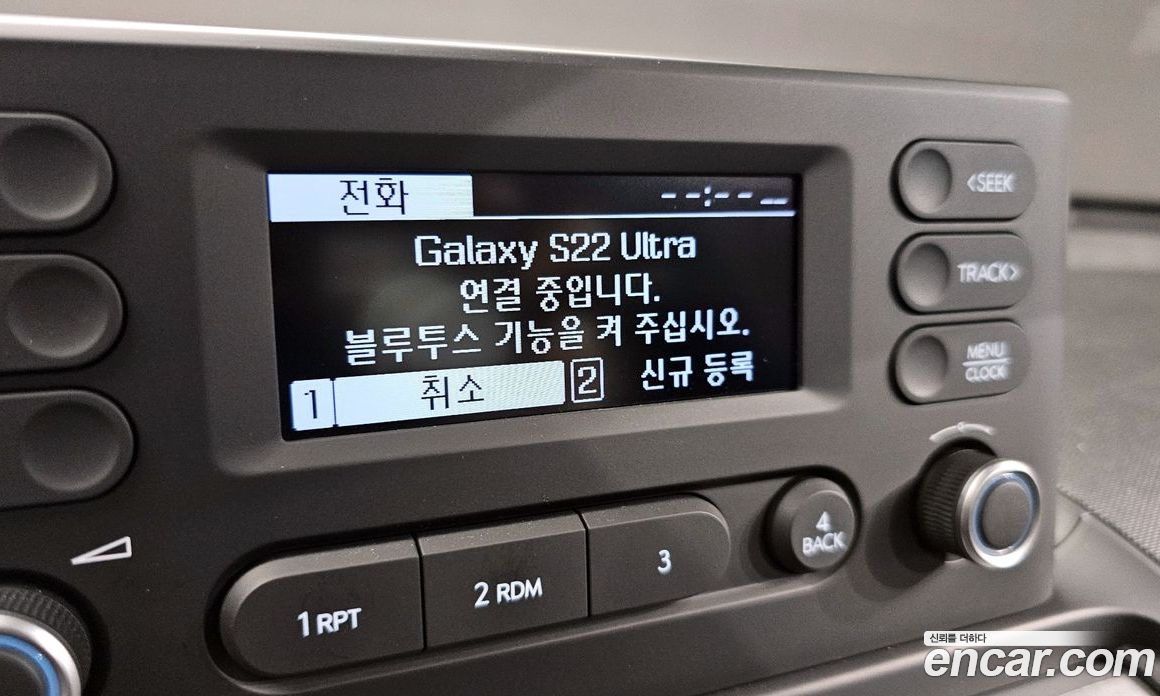 전화
--:-- --
Galaxy S22 Ultra
연결 중입니다.
블루투스 기능을 켜 주십시오.
1 취소 2 신규 등록
<SEEK
TRACK>
MENU
CLOCK
1 RPT
2 RDM
3
4
BACK
신뢰를 더하다
encar.com